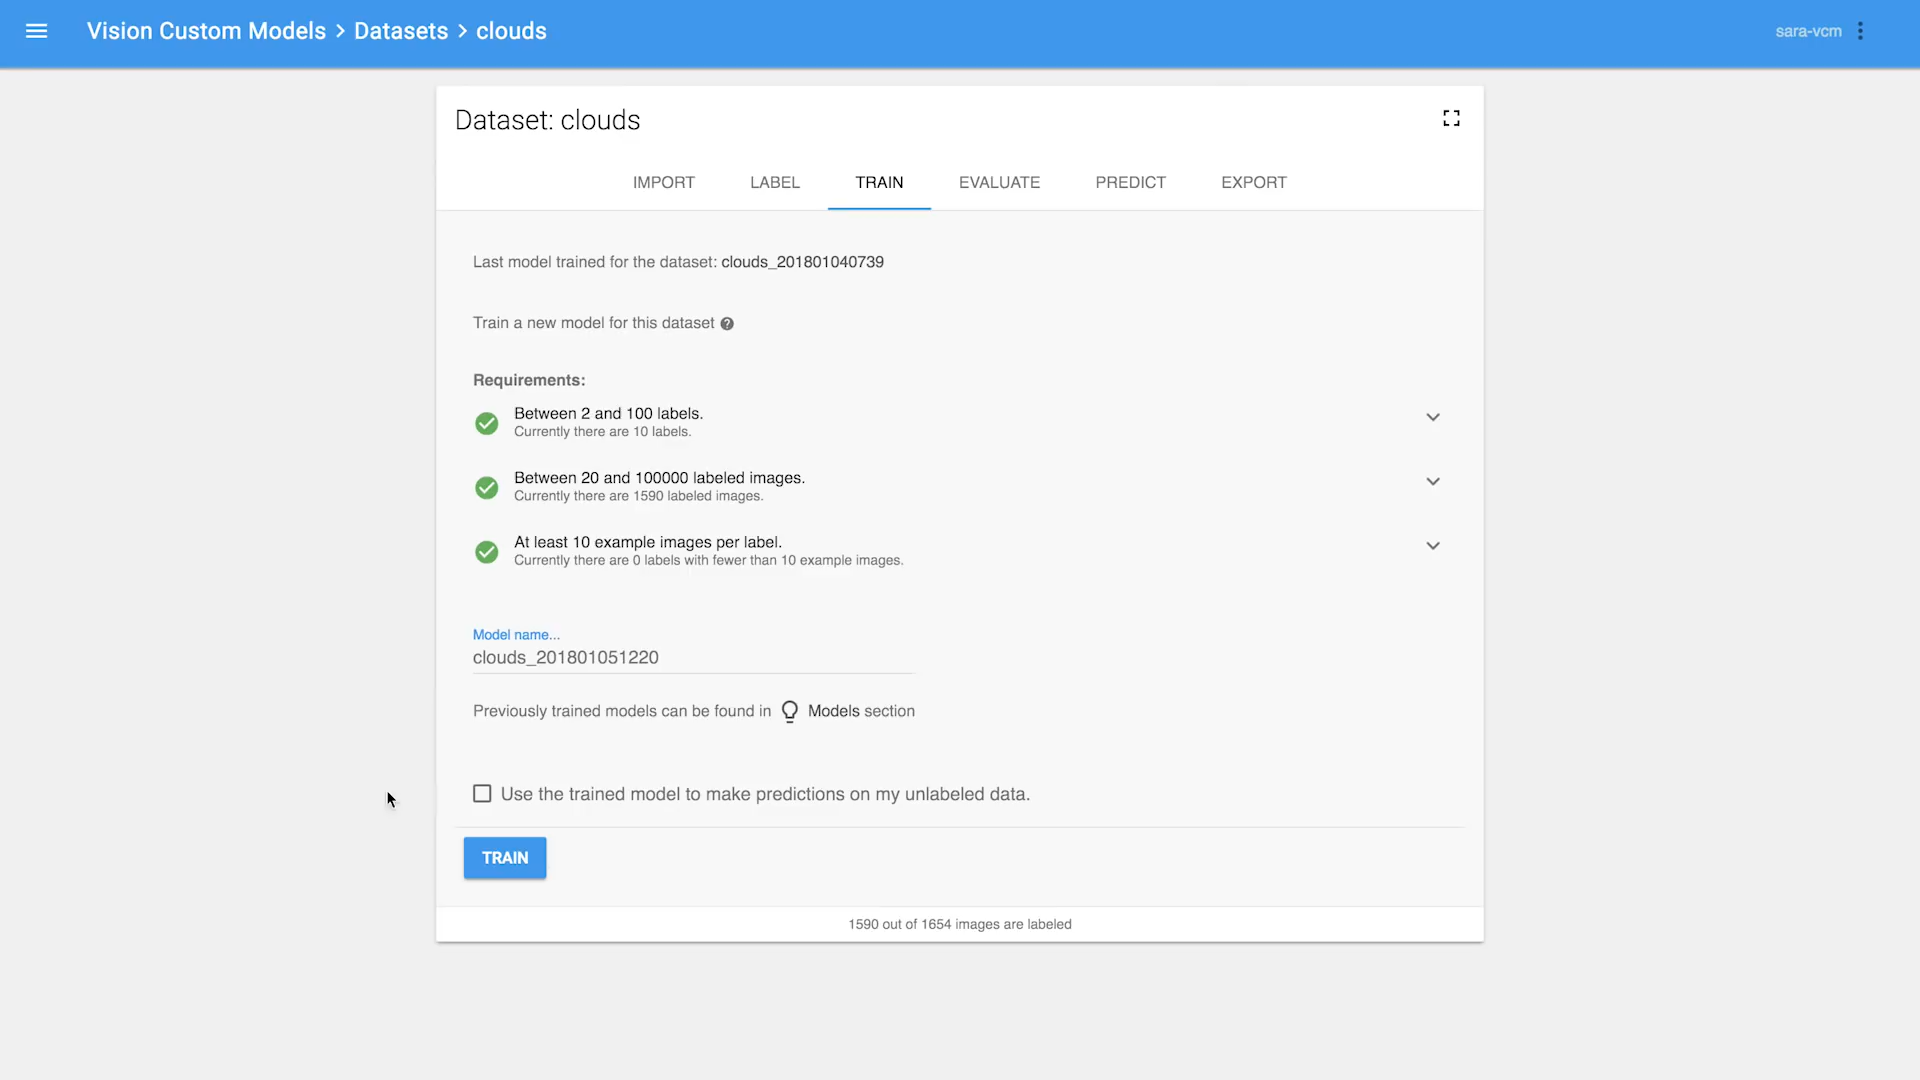 Vision Custom Models > Datasets > clouds
sara-vcm
Dataset: clouds
IMPORT LABEL TRAIN EVALUATE PREDICT EXPORT
Last model trained for the dataset: clouds_201801040739
Train a new model for this dataset
Requirements:
Between 2 and 100 labels.
Currently there are 10 labels.
Between 20 and 100000 labeled images.
Currently there are 1590 labeled images.
At least 10 example images per label.
Currently there are 0 labels with fewer than 10 example images.
Model name...
clouds_201801051220
Previously trained models can be found in Models section
Use the trained model to make predictions on my unlabeled data.
TRAIN
1590 out of 1654 images are labeled